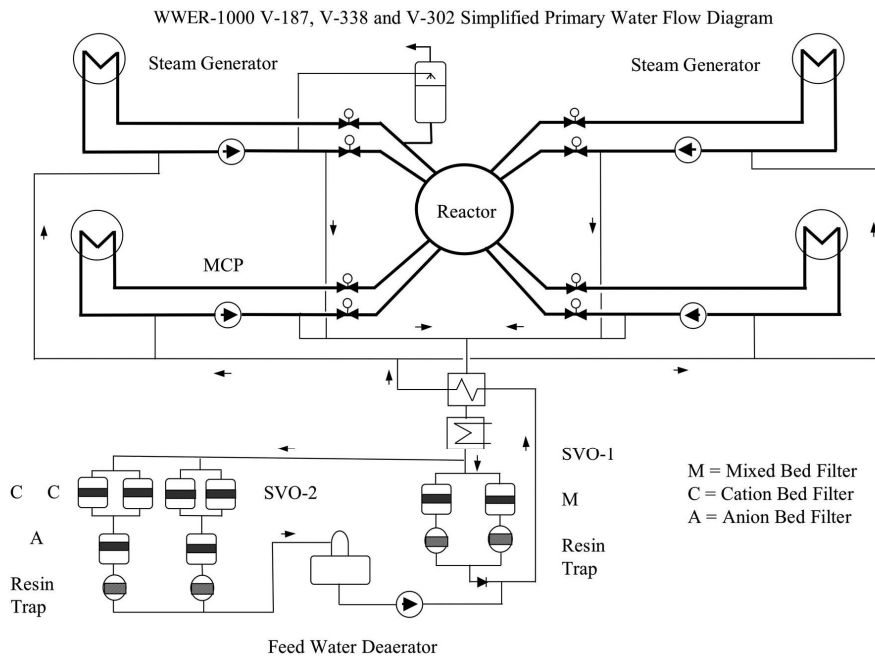 WWER-1000 V-187, V-338 and V-302 Simplified Primary Water Flow Diagram
Steam Generator
Steam Generator
Reactor
MCP
SVO-1
C C
SVO-2
M
M = Mixed Bed Filter
C = Cation Bed Filter
A = Anion Bed Filter
A
Resin
Trap
Resin
Trap
Feed Water Deaerator